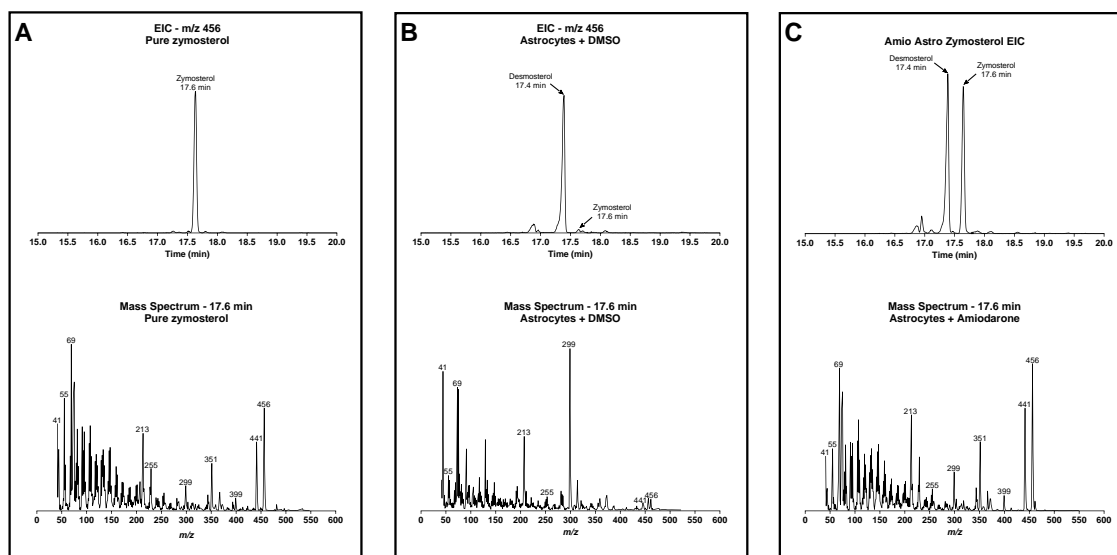 A
EIC - m/z 456
Pure zymosterol
Zymosterol
17.6 min
15.0 15.5 16.0 16.5 17.0 17.5 18.0 18.5 19.0 19.5 20.0
Time (min)
Mass Spectrum - 17.6 min
Pure zymosterol
69
55
41
213
255
299
351
399
441
456
0 50 100 150 200 250 300 350 400 450 500 550 600
m/z
B
EIC - m/z 456
Astrocytes + DMSO
Desmosterol
17.4 min
Zymosterol
17.6 min
15.0 15.5 16.0 16.5 17.0 17.5 18.0 18.5 19.0 19.5 20.0
Time (min)
Mass Spectrum - 17.6 min
Astrocytes + DMSO
41
69
55
213
255
299
441
456
0 50 100 150 200 250 300 350 400 450 500 550 600
m/z
C
Amio Astro Zymosterol EIC
Desmosterol
17.4 min
Zymosterol
17.6 min
15.0 15.5 16.0 16.5 17.0 17.5 18.0 18.5 19.0 19.5 20.0
Time (min)
Mass Spectrum - 17.6 min
Astrocytes + Amiodarone
69
55
41
213
255
299
351
399
441
456
0 50 100 150 200 250 300 350 400 450 500 550 600
m/z